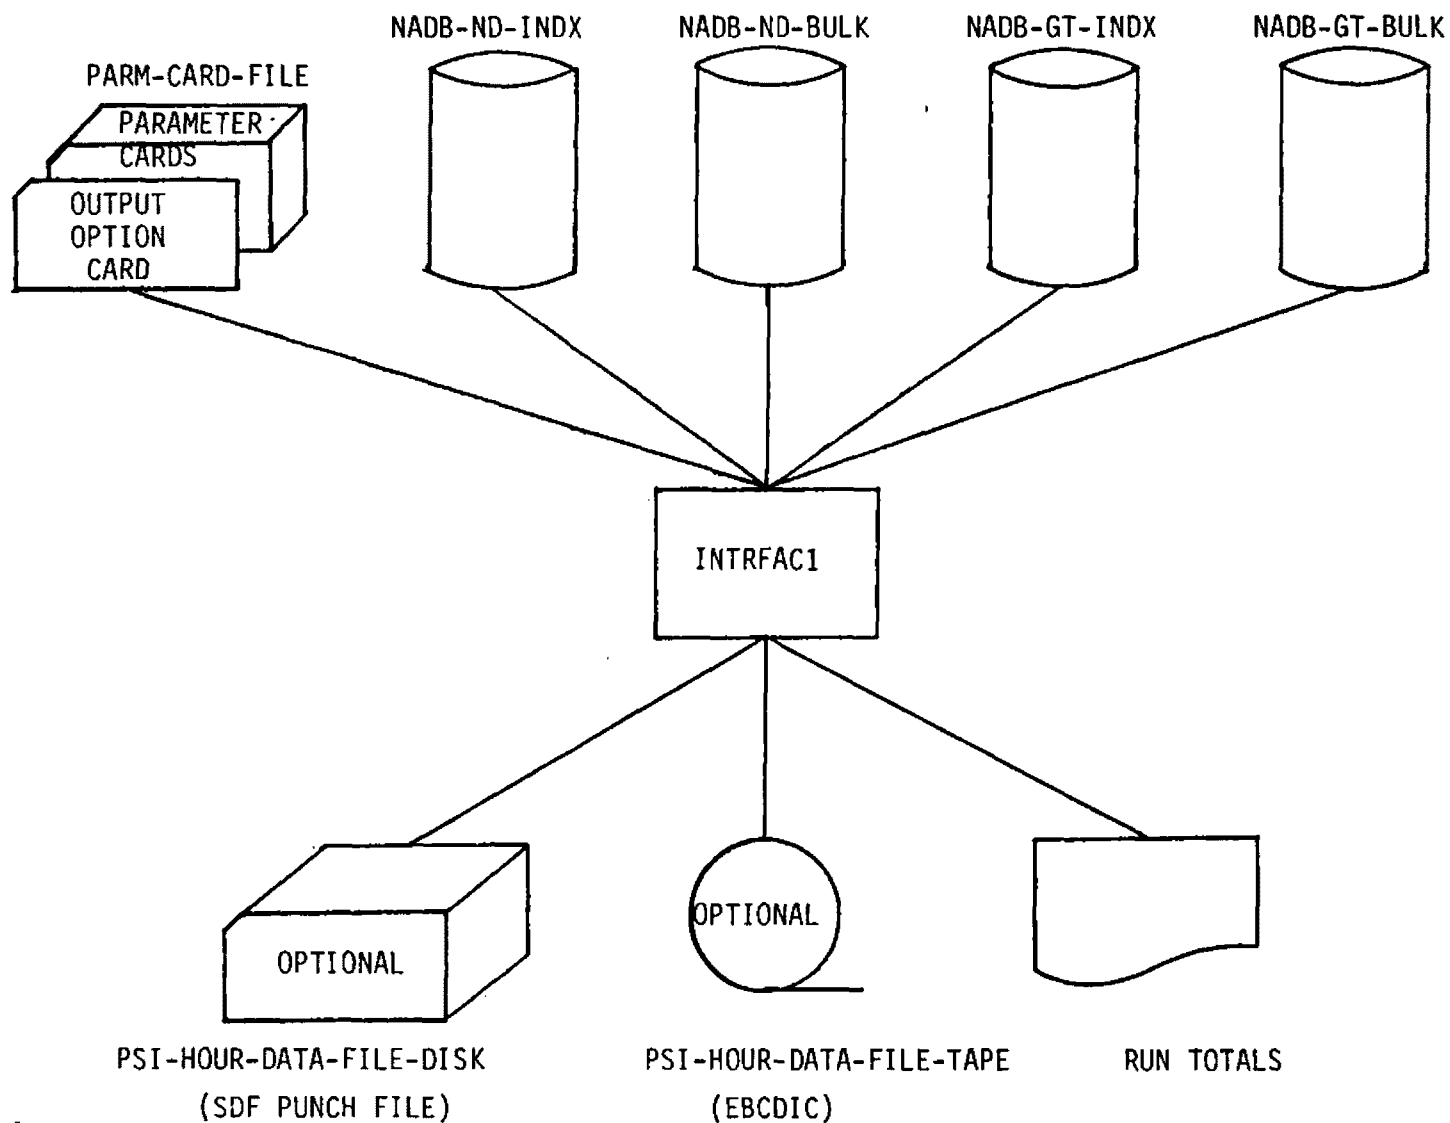 NADB-ND-INDX
NADB-ND-BULK
NADB-GT-INDX
NADB-GT-BULK
PARM-CARD-FILE
PARAMETER
CARDS
OUTPUT
OPTION
CARD
INTRFAC1
OPTIONAL
OPTIONAL
PSI-HOUR-DATA-FILE-DISK
(SDF PUNCH FILE)
PSI-HOUR-DATA-FILE-TAPE
(EBCDIC)
RUN TOTALS